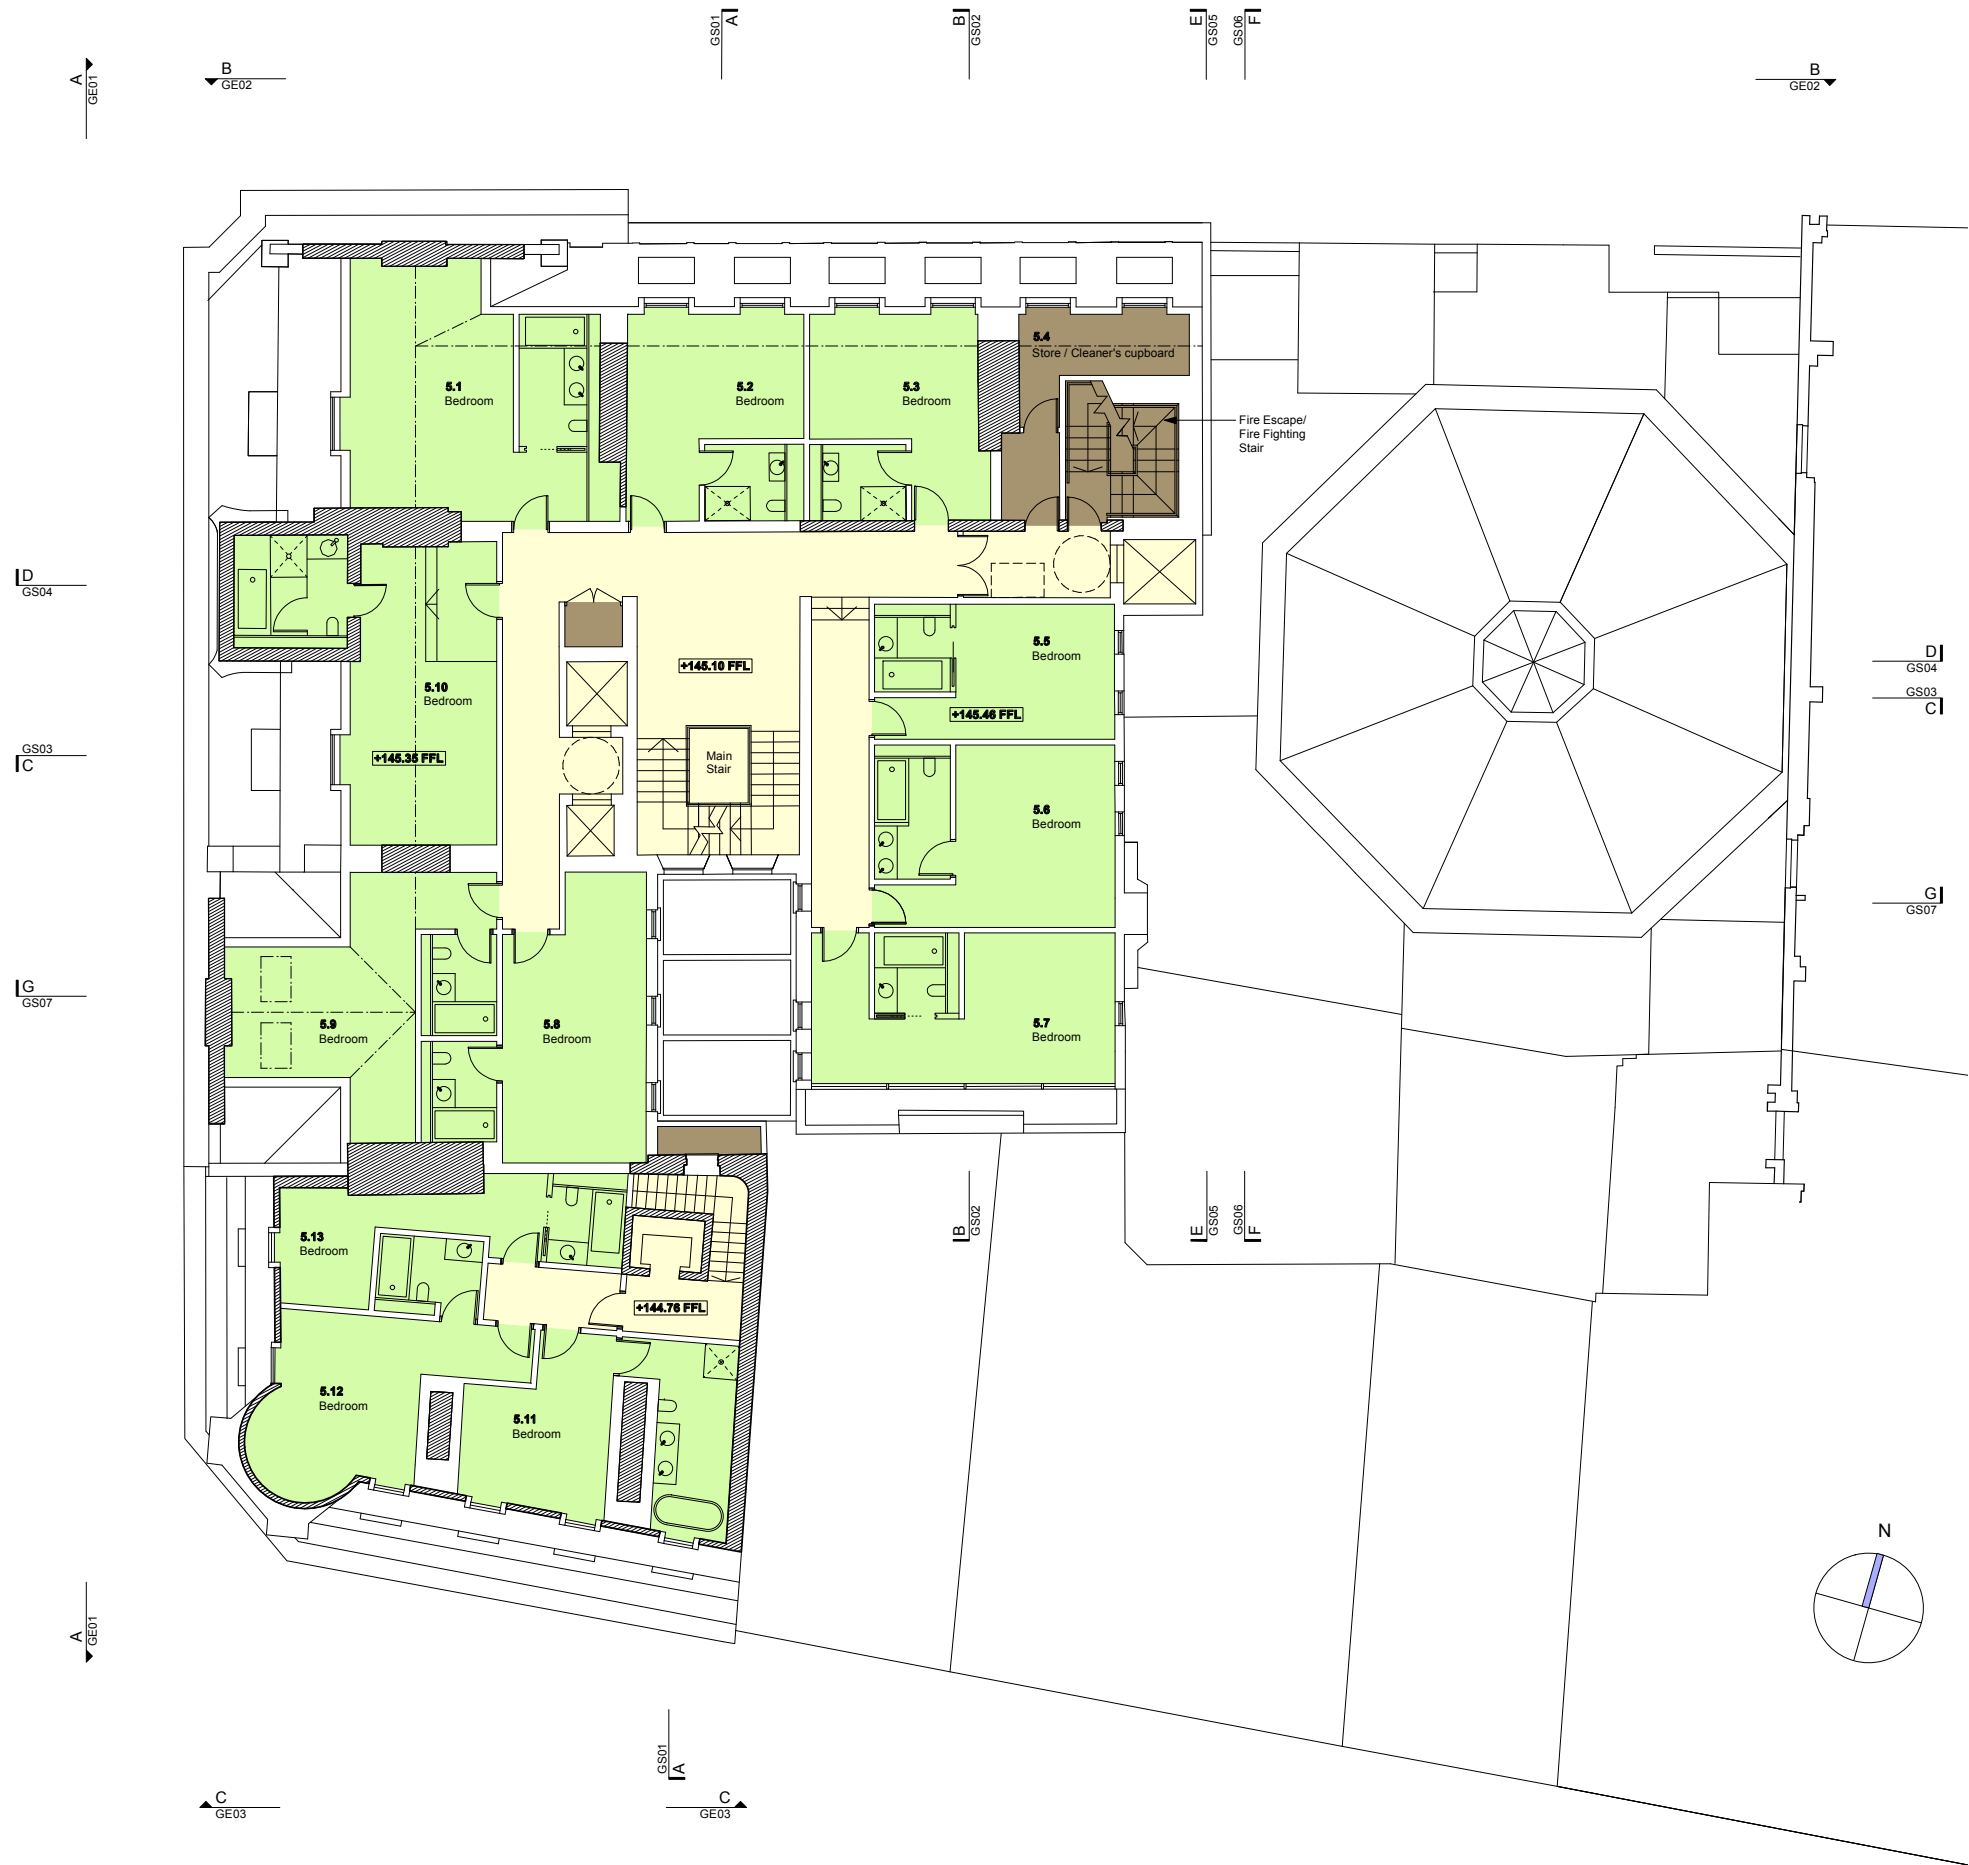 GS01
A
B
GS02
E
GS05
GS06
F
A
GE01
B
GE02
B
GE02
5.4
Store / Cleaner's cupboard
5.1
Bedroom
5.2
Bedroom
5.3
Bedroom
Fire Escape/
Fire Fighting
Stair
D
GS04
5.5
Bedroom
+145.10 FFL
D
GS04
5.10
Bedroom
GS03
C
+145.46 FFL
GS03
C
+145.35 FFL
Main
Stair
5.6
Bedroom
G
GS07
G
GS07
5.9
Bedroom
5.8
Bedroom
5.7
Bedroom
B
GS02
E
GS05
GS06
F
5.13
Bedroom
+144.76 FFL
5.12
Bedroom
5.11
Bedroom
N
A
GE01
GS01
A
C
GE03
C
GE03